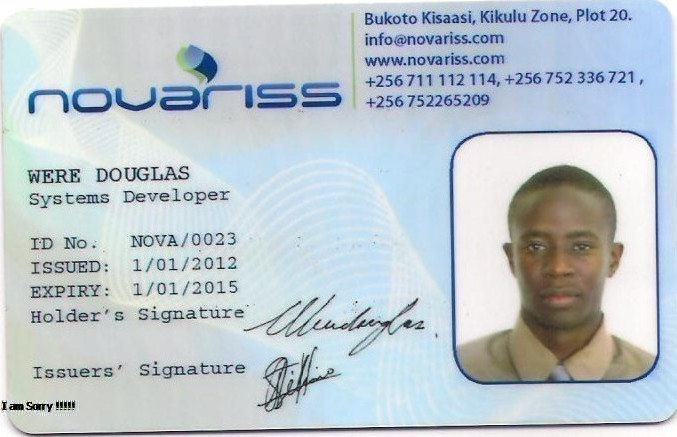 Bukoto Kisaasi, Kikulu Zone, Plot 20.
info@novariss.com
www.novariss.com
+256 711 112 114, +256 752 336 721 ,
+256 752265209
novariss
WERE DOUGLAS
Systems Developer
ID No. NOVA/0023
ISSUED: 1/01/2012
EXPIRY: 1/01/2015
Holder's Signature
Issuers' Signature
I am Sorry !!!!!